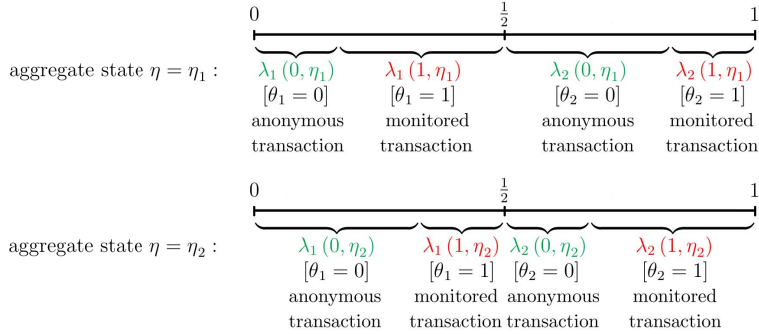 0 ½ 1
aggregate state η = η₁ : λ₁ (0, η₁) λ₁ (1, η₁) λ₂ (0, η₁) λ₂ (1, η₁)
[θ₁ = 0] [θ₁ = 1] [θ₂ = 0] [θ₂ = 1]
anonymous monitored anonymous monitored
transaction transaction transaction transaction
0 ½ 1
aggregate state η = η₂ : λ₁ (0, η₂) λ₁ (1, η₂) λ₂ (0, η₂) λ₂ (1, η₂)
[θ₁ = 0] [θ₁ = 1] [θ₂ = 0] [θ₂ = 1]
anonymous monitored anonymous monitored
transaction transaction transaction transaction